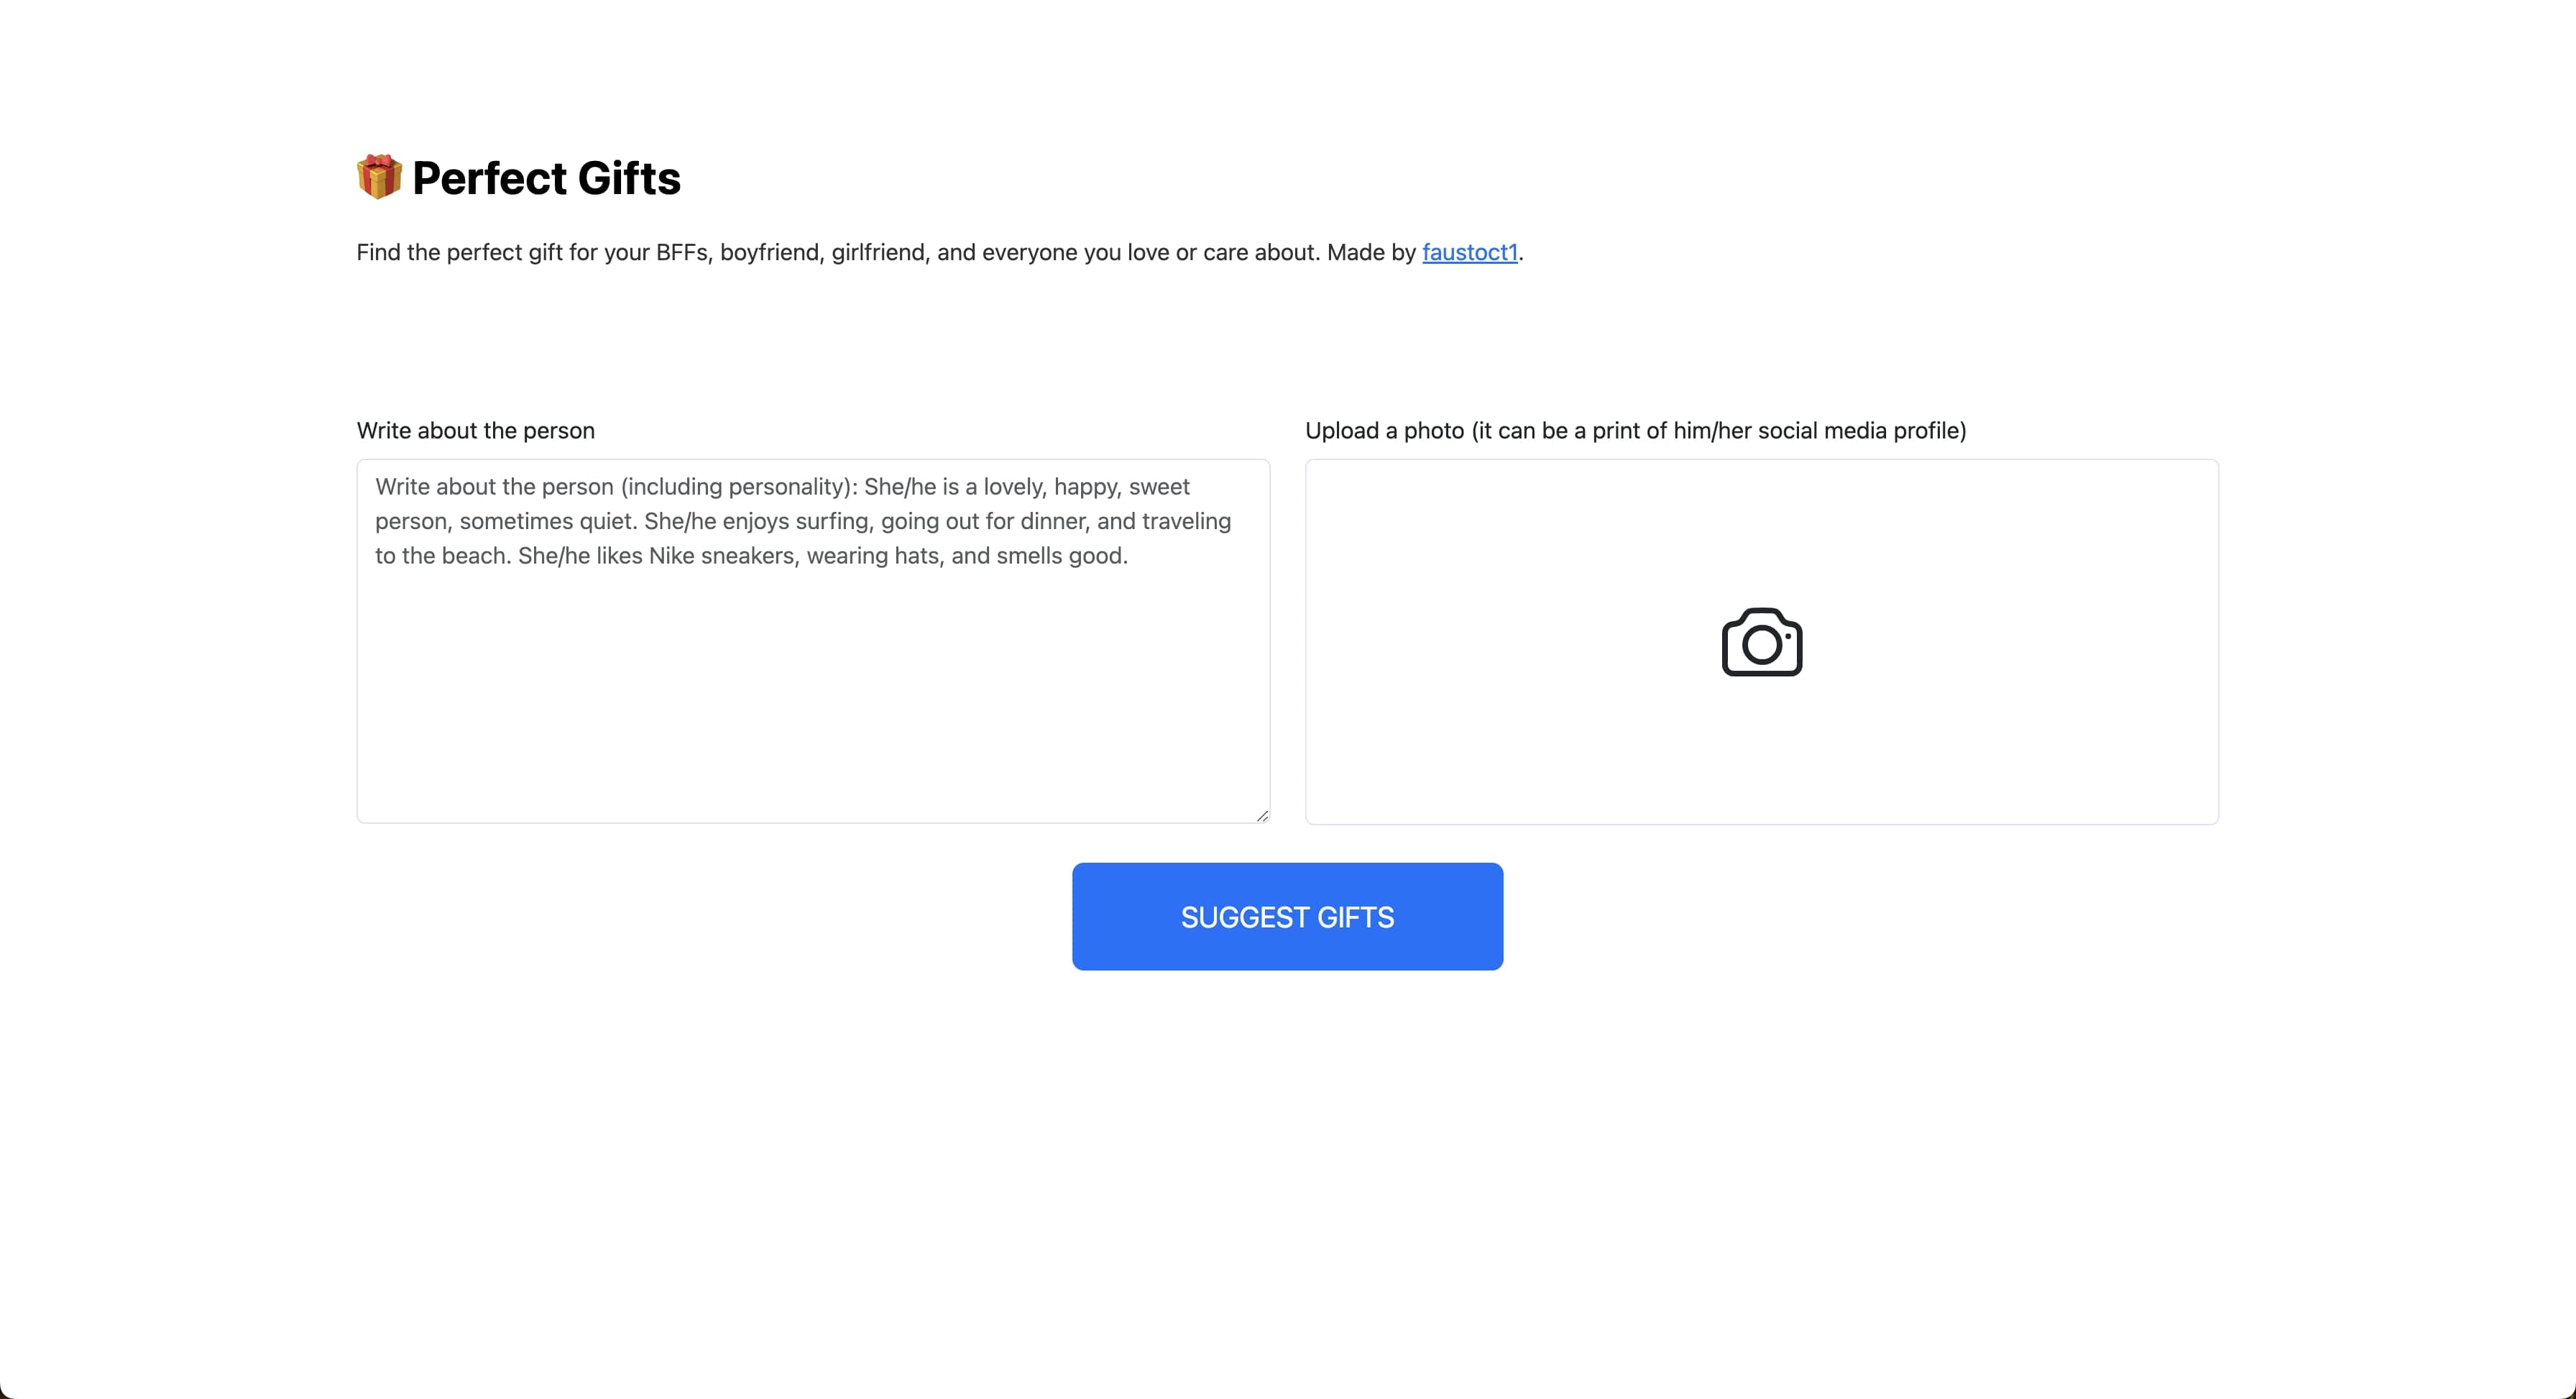 Perfect Gifts
Find the perfect gift for your BFFs, boyfriend, girlfriend, and everyone you love or care about. Made by faustoct1.
Write about the person
Write about the person (including personality): She/he is a lovely, happy, sweet
person, sometimes quiet. She/he enjoys surfing, going out for dinner, and traveling
to the beach. She/he likes Nike sneakers, wearing hats, and smells good.
Upload a photo (it can be a print of him/her social media profile)
SUGGEST GIFTS